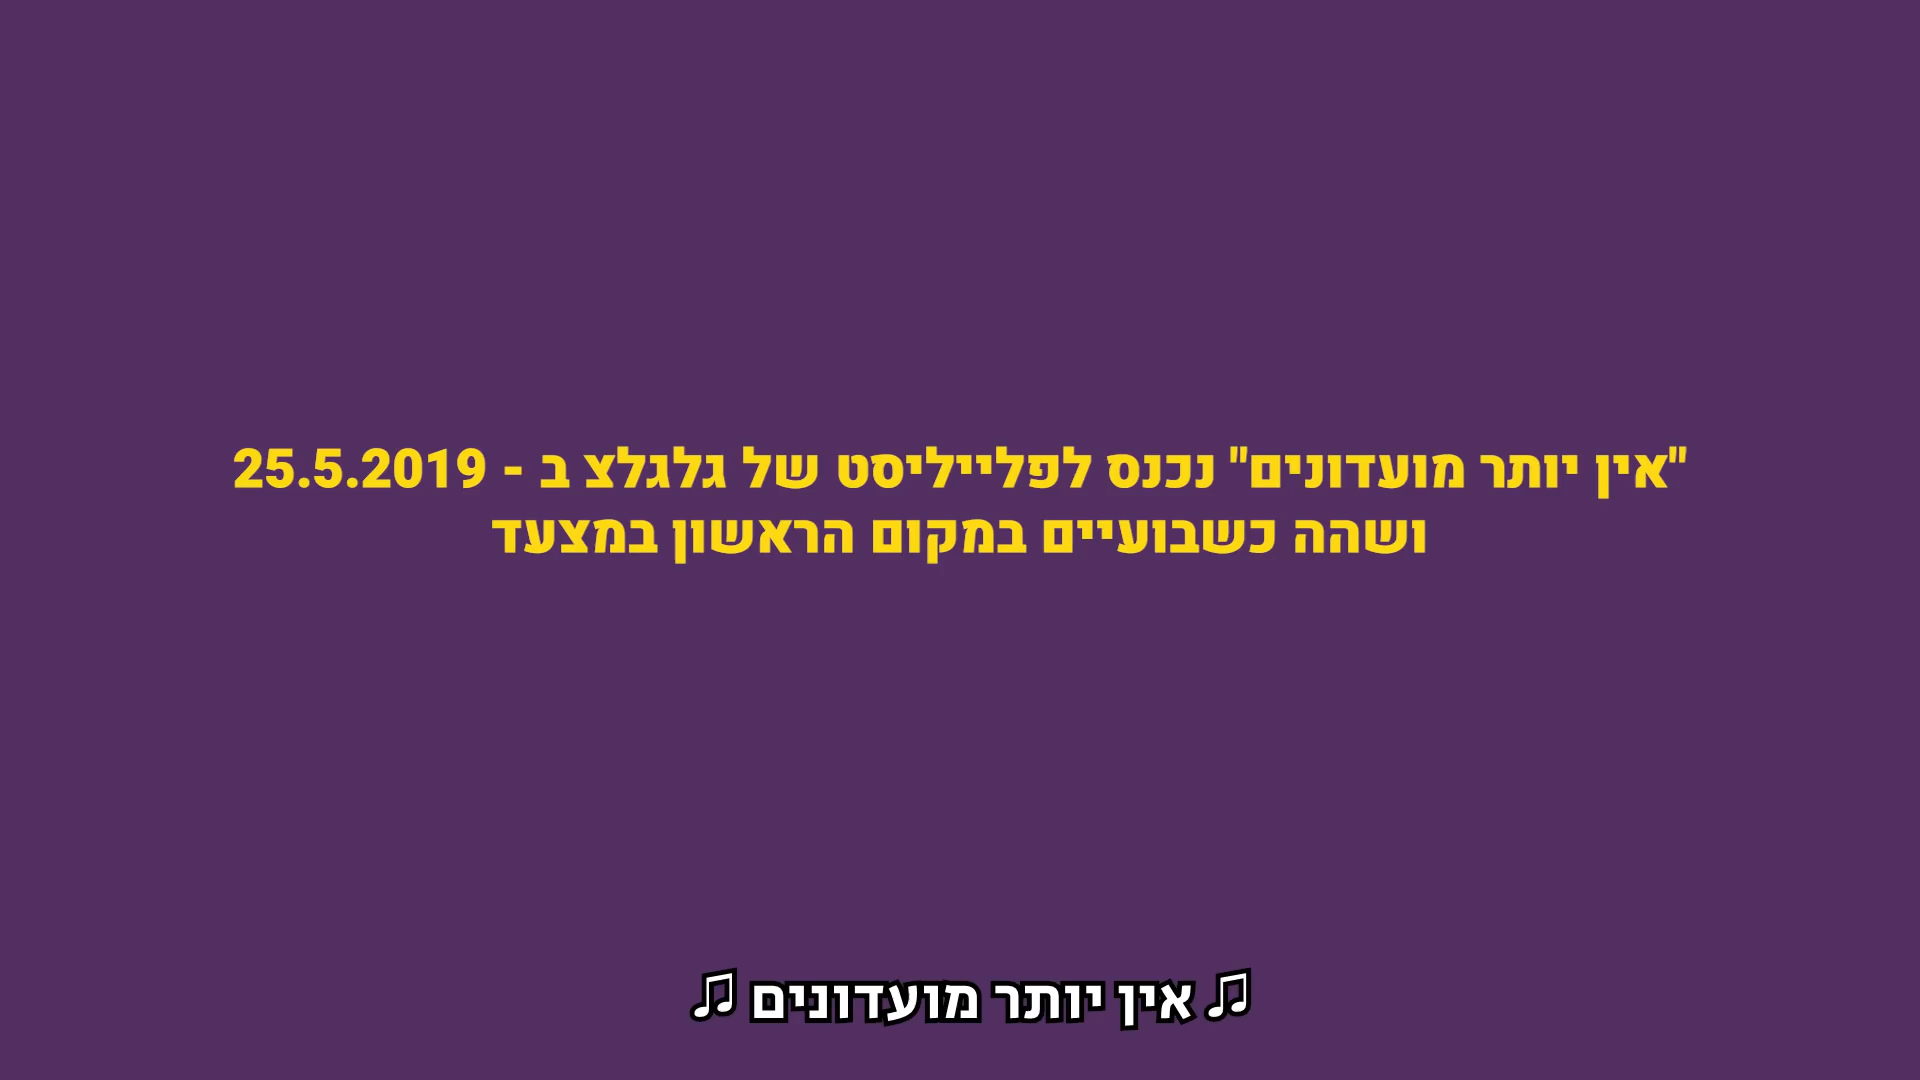 "אין יותר מועדונים" נכנס לפלייליסט של גלגלצ ב - 25.5.2019
ושהה כשבועיים במקום הראשון במצעד
♫ אין יותר מועדונים ♫